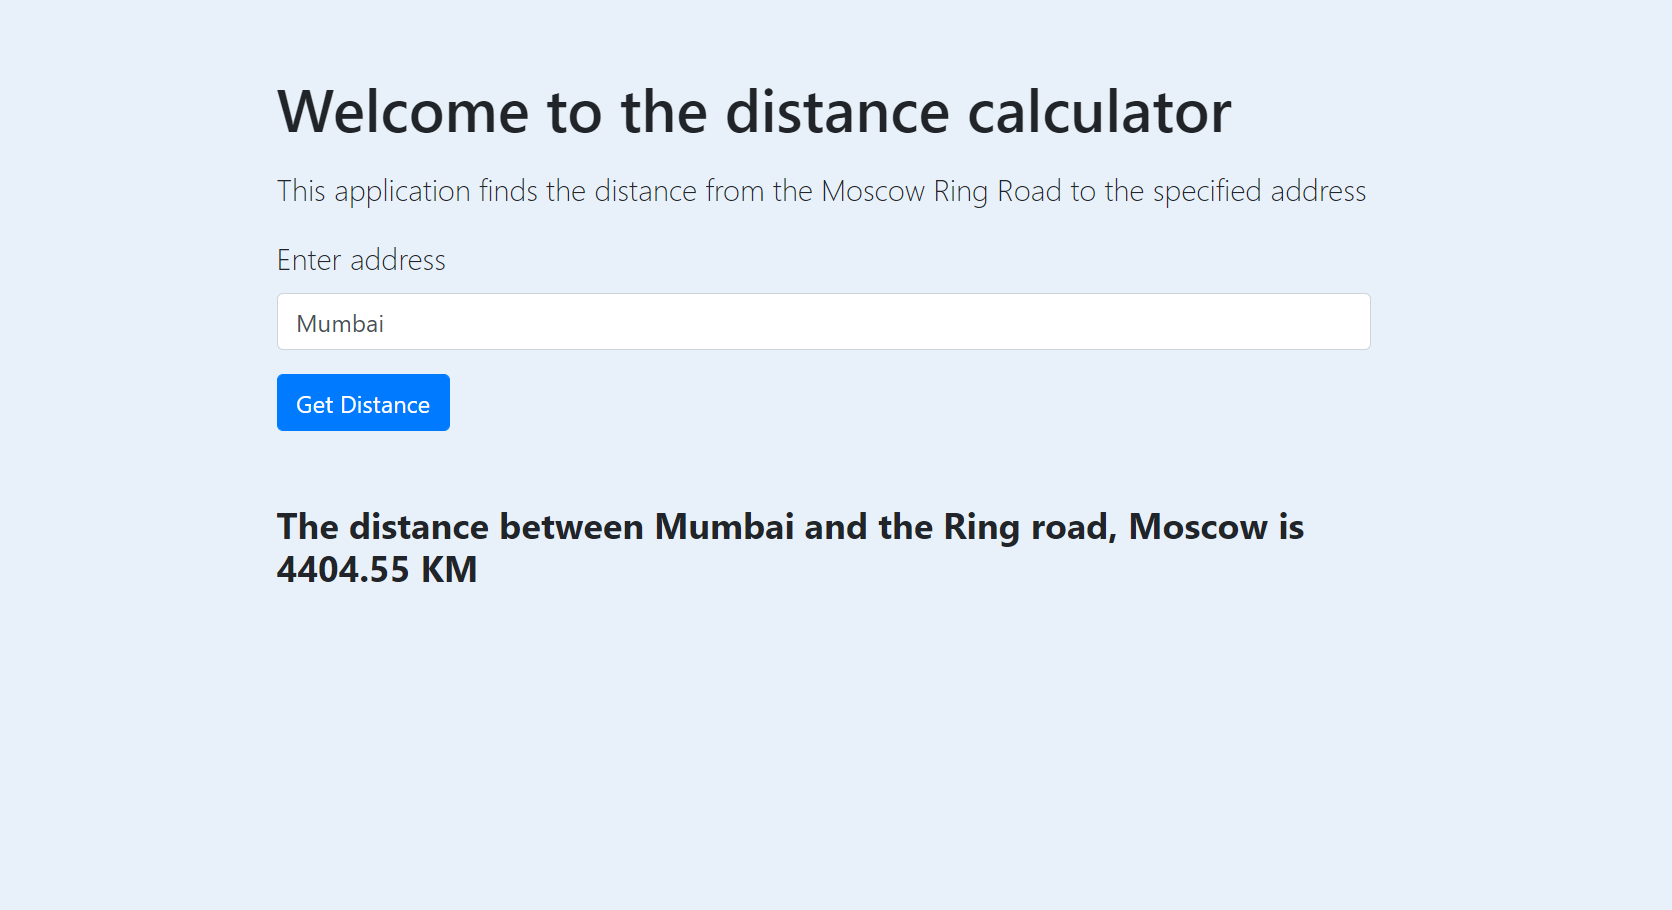 Welcome to the distance calculator
This application finds the distance from the Moscow Ring Road to the specified address
Enter address
Mumbai
Get Distance
The distance between Mumbai and the Ring road, Moscow is
4404.55 KM